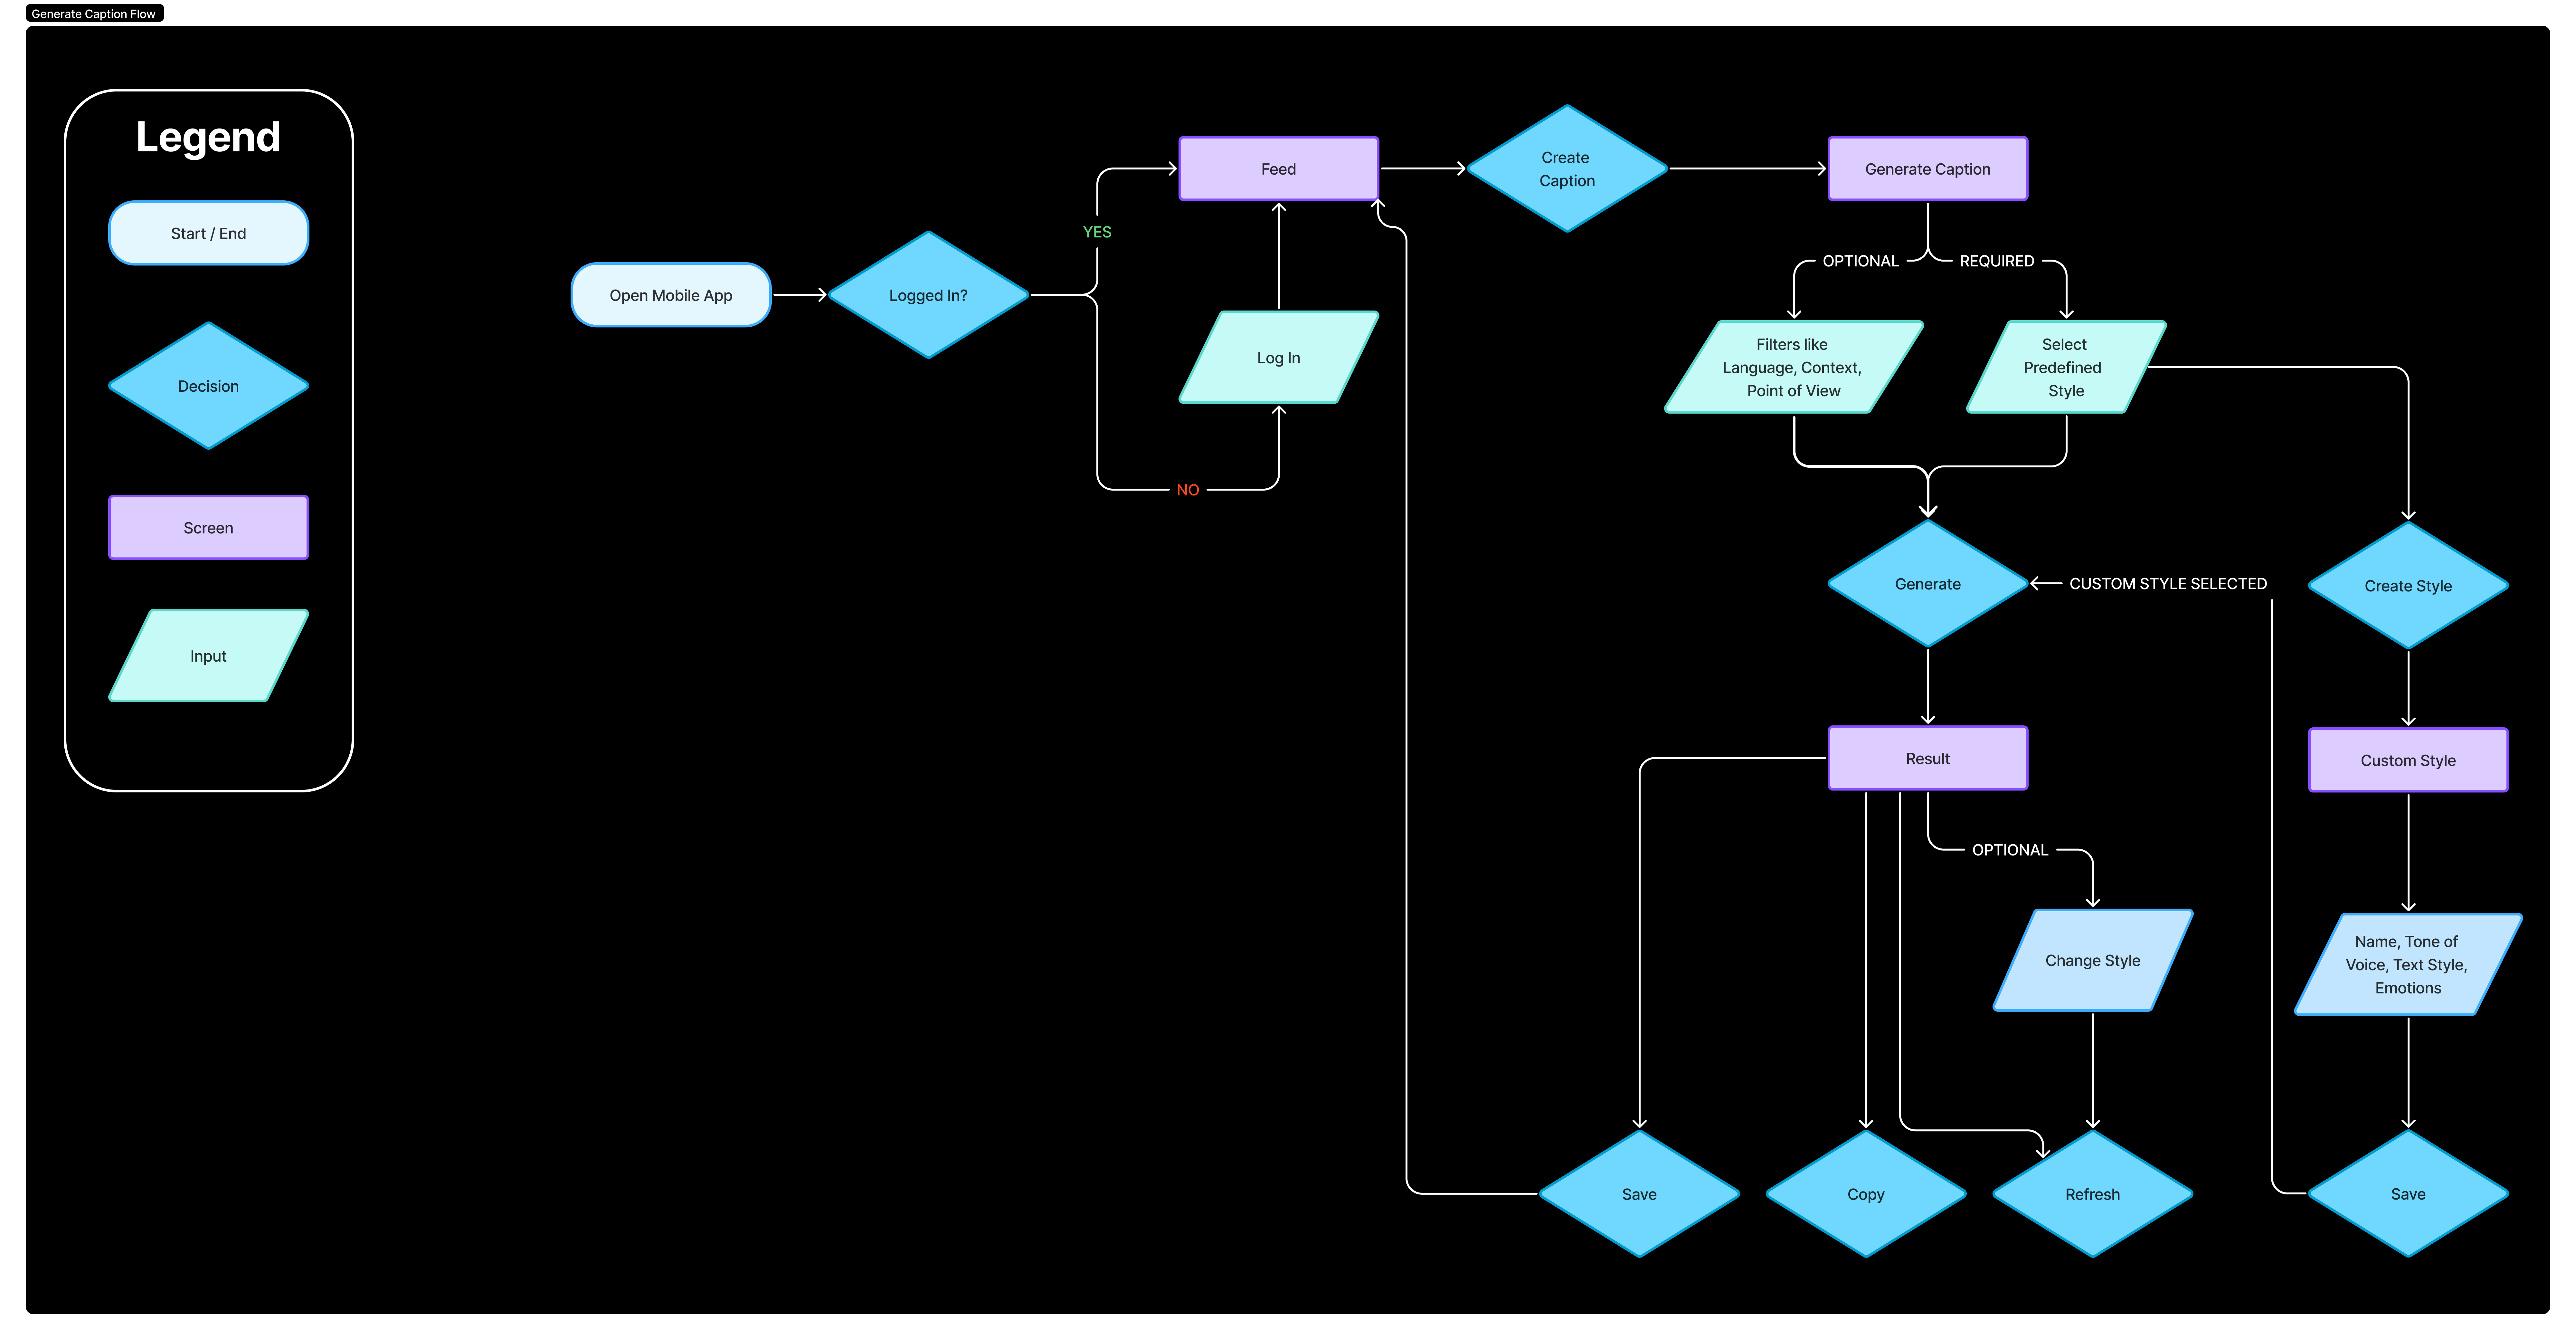 Generate Caption Flow
Legend
Start / End
Decision
Screen
Input
Open Mobile App
Logged In?
YES
NO
Feed
Log In
Create
Caption
Generate Caption
OPTIONAL
REQUIRED
Filters like
Language, Context,
Point of View
Select
Predefined
Style
Generate
CUSTOM STYLE SELECTED
Create Style
Result
Custom Style
OPTIONAL
Change Style
Name, Tone of
Voice, Text Style,
Emotions
Save
Copy
Refresh
Save